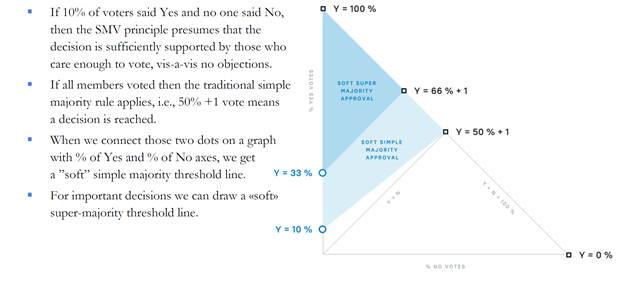 If 10% of voters said Yes and no one said No,
then the SMV principle presumes that the
decision is sufficiently supported by those who
care enough to vote, vis-a-vis no objections.
If all members voted then the traditional simple
majority rule applies, i.e., 50% +1 vote means
a decision is reached.
When we connect those two dots on a graph
with % of Yes and % of No axes, we get
a ”soft” simple majority threshold line.
For important decisions we can draw a «soft»
super-majority threshold line.
Y = 100 %
% YES VOTES
SOFT SUPER
MAJORITY
APPROVAL
Y = 66 % + 1
Y = 50 % + 1
SOFT SIMPLE
MAJORITY
APPROVAL
Y = 33 %
Y = N
Y + N = 100 %
Y = 10 %
Y = 0 %
% NO VOTES